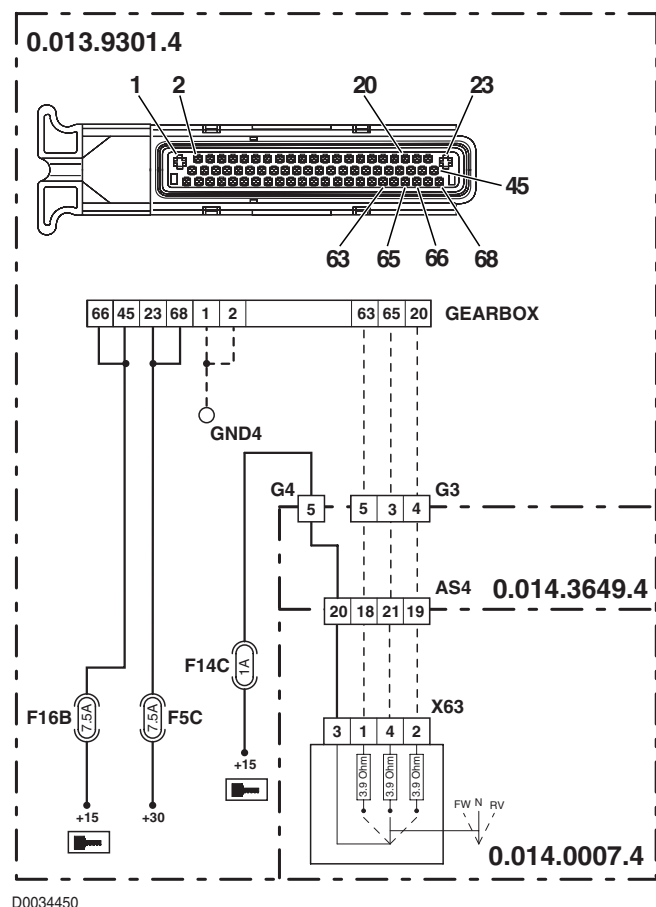 0.013.9301.4
1 2 20 23
45
63 65 66 68
66 45 23 68 1 2 63 65 20 GEARBOX
GND4
G4 G3
5 5 3 4
AS4 0.014.3649.4
20 18 21 19
F14C 1A
X63
F16B 7.5A 7.5A F5C
3 1 4 2
+15
3.9 Ohm 3.9 Ohm 3.9 Ohm
FW N RV
+15 +30
0.014.0007.4
D0034450